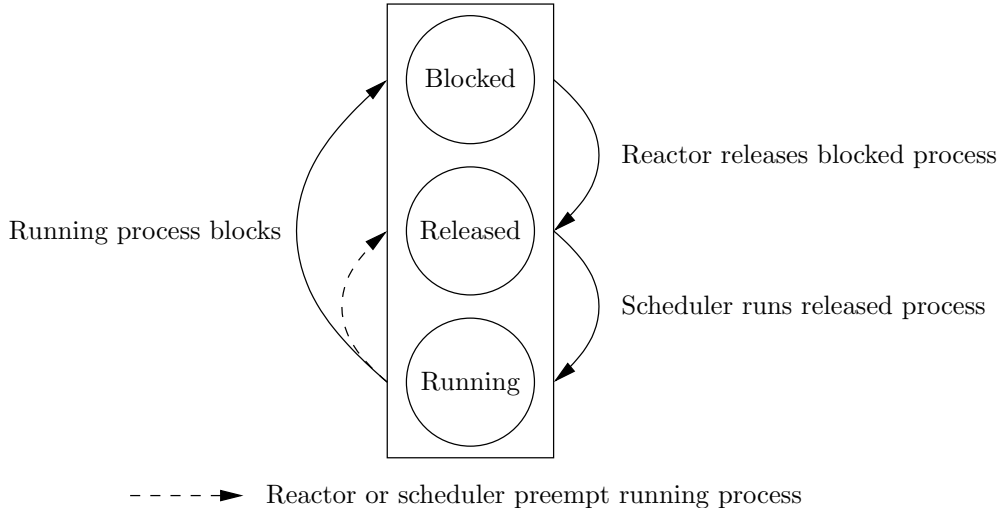 Blocked
Reactor releases blocked process
Running process blocks
Released
Scheduler runs released process
Running
Reactor or scheduler preempt running process